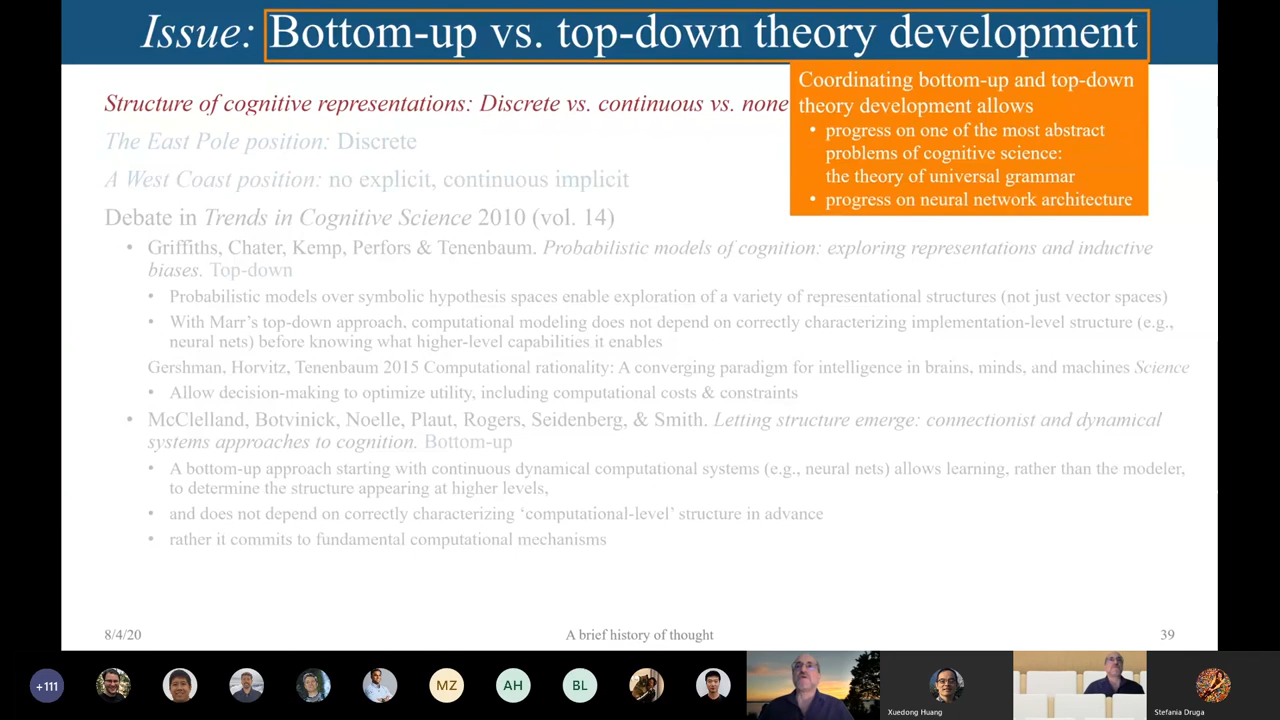 Issue: Bottom-up vs. top-down theory development
Coordinating bottom-up and top-down
theory development allows
• progress on one of the most abstract
problems of cognitive science:
the theory of universal grammar
• progress on neural network architecture
Structure of cognitive representations: Discrete vs. continuous vs. none
The East Pole position: Discrete
A West Coast position: no explicit, continuous implicit
Debate in Trends in Cognitive Science 2010 (vol. 14)
• Griffiths, Chater, Kemp, Perfors & Tenenbaum. Probabilistic models of cognition: exploring representations and inductive
biases. Top-down
• Probabilistic models over symbolic hypothesis spaces enable exploration of a variety of representational structures (not just vector spaces)
• With Marr's top-down approach, computational modeling does not depend on correctly characterizing implementation-level structure (e.g.,
neural nets) before knowing what higher-level capabilities it enables
Gershman, Horvitz, Tenenbaum 2015 Computational rationality: A converging paradigm for intelligence in brains, minds, and machines Science
• Allow decision-making to optimize utility, including computational costs & constraints
• McClelland, Botvinick, Noelle, Plaut, Rogers, Seidenberg, & Smith. Letting structure emerge: connectionist and dynamical
systems approaches to cognition. Bottom-up
• A bottom-up approach starting with continuous dynamical computational systems (e.g., neural nets) allows learning, rather than the modeler,
to determine the structure appearing at higher levels,
• and does not depend on correctly characterizing 'computational-level' structure in advance
• rather it commits to fundamental computational mechanisms
8/4/20 A brief history of thought 39
+111 MZ AH BL
Xuedong Huang Stefania Druga